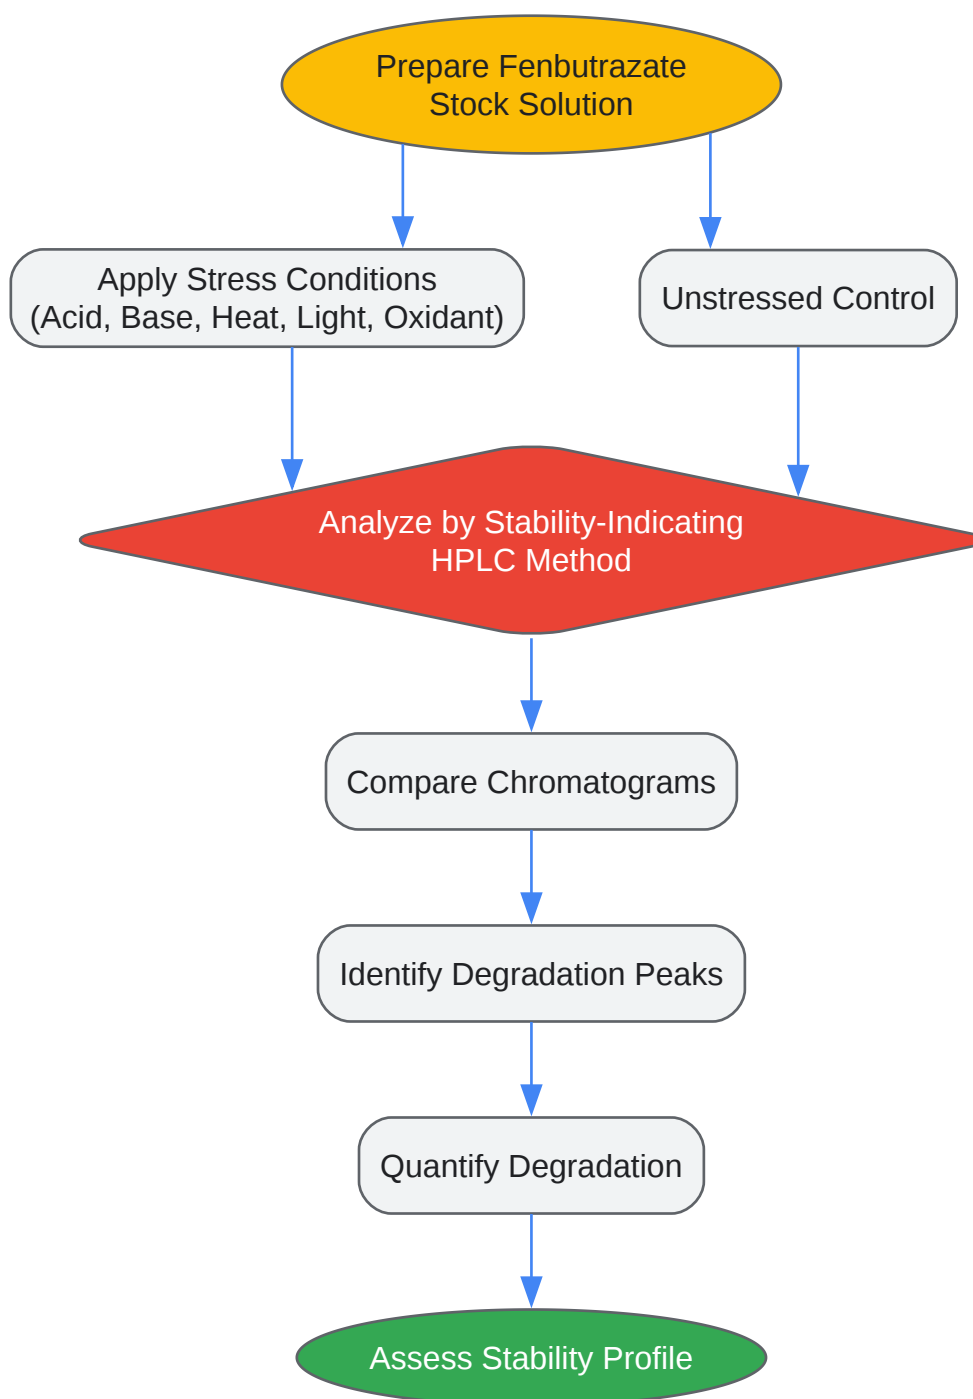 Prepare Fenbutrazate
Stock Solution
Apply Stress Conditions
(Acid, Base, Heat, Light, Oxidant)
Unstressed Control
Analyze by Stability-Indicating
HPLC Method
Compare Chromatograms
Identify Degradation Peaks
Quantify Degradation
Assess Stability Profile